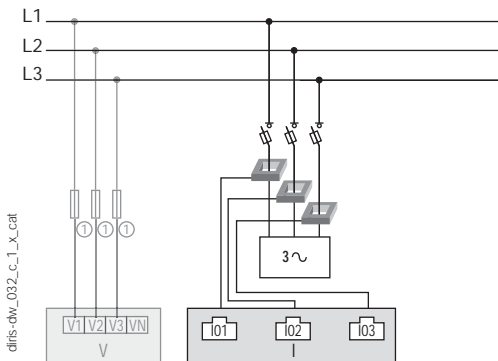 L1
L2
L3
1 1 1
3∿
V1 V2 V3 VN
V
I01 I02 I03
I
diris-dw_032_c_1_x_cat